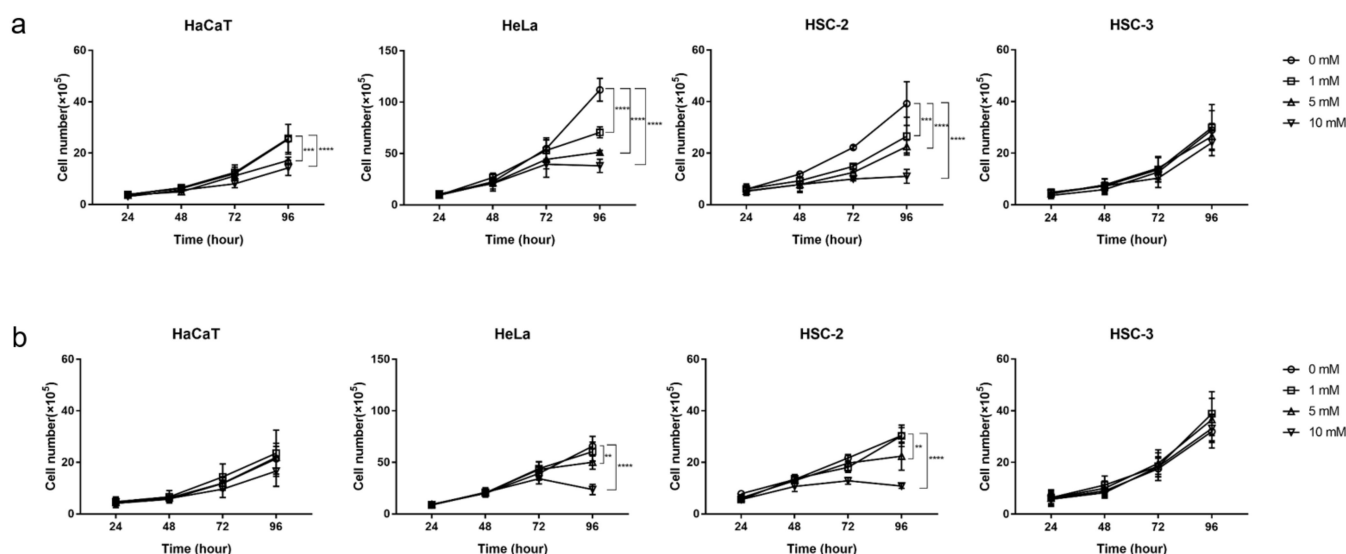 a
HaCaT
HeLa
HSC-2
HSC-3
Cell number(×10⁵)
60
40
20
0
24 48 72 96
Time (hour)
*** ****
Cell number(×10⁵)
150
100
50
0
24 48 72 96
Time (hour)
**** **** ****
Cell number(×10⁵)
60
40
20
0
24 48 72 96
Time (hour)
*** **** ****
Cell number(×10⁵)
60
40
20
0
24 48 72 96
Time (hour)
0 mM
1 mM
5 mM
10 mM
b
HaCaT
HeLa
HSC-2
HSC-3
Cell number(×10⁵)
60
40
20
0
24 48 72 96
Time (hour)
Cell number(×10⁵)
150
100
50
0
24 48 72 96
Time (hour)
** ****
Cell number(×10⁵)
60
40
20
0
24 48 72 96
Time (hour)
** ****
Cell number(×10⁵)
60
40
20
0
24 48 72 96
Time (hour)
0 mM
1 mM
5 mM
10 mM